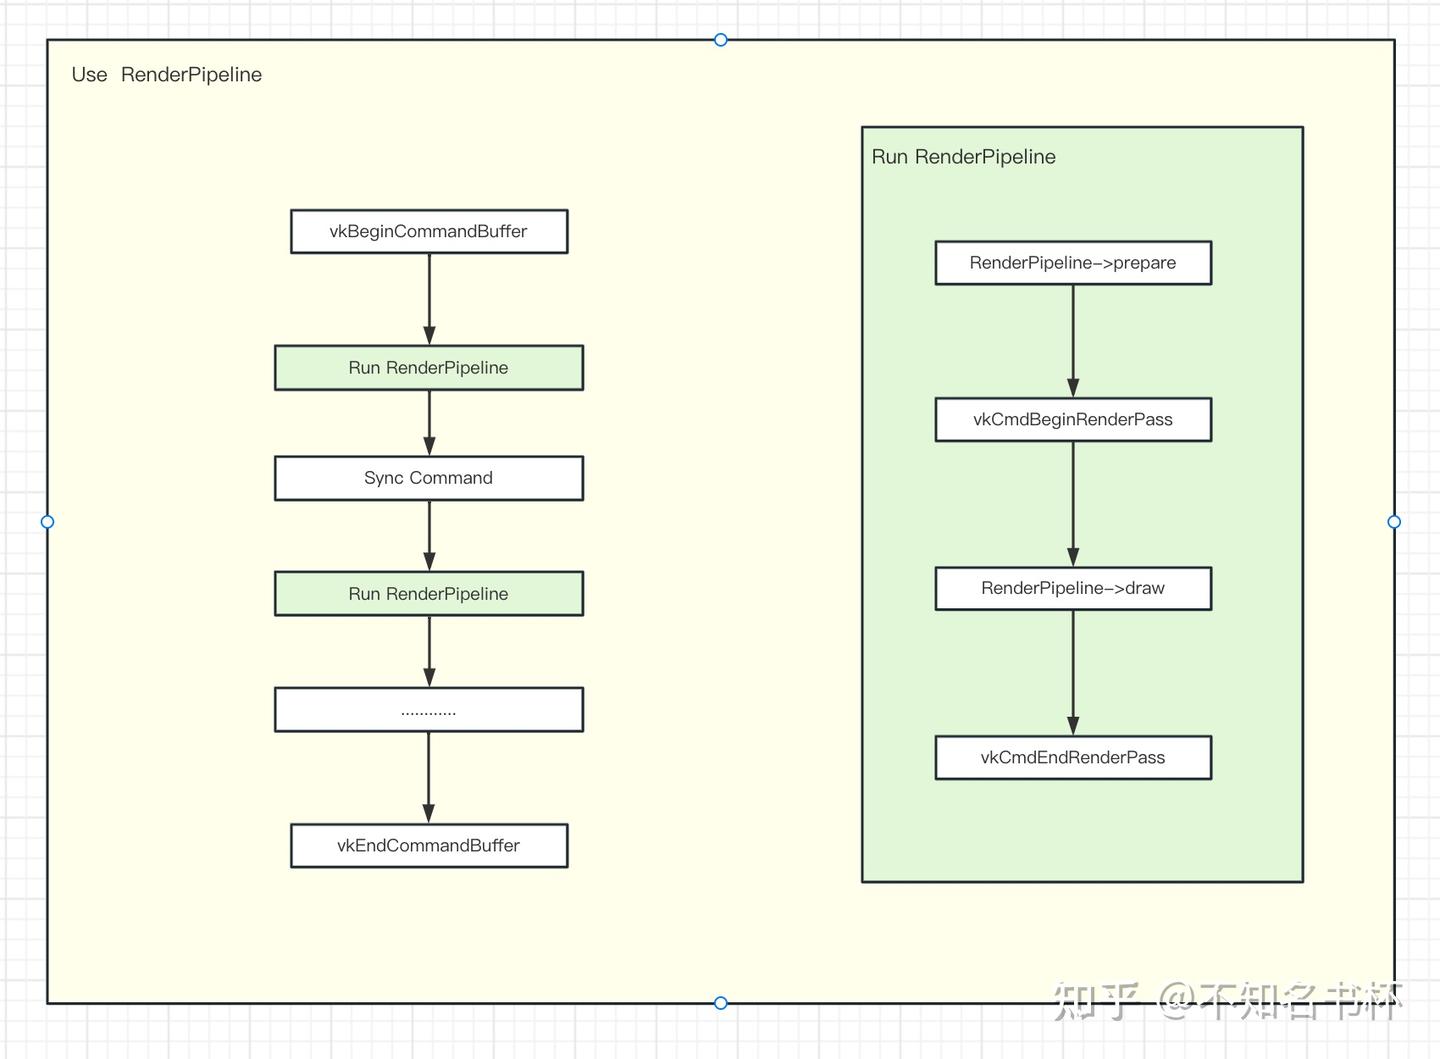 Use RenderPipeline
vkBeginCommandBuffer
Run RenderPipeline
Sync Command
Run RenderPipeline
............
vkEndCommandBuffer
Run RenderPipeline
RenderPipeline->prepare
vkCmdBeginRenderPass
RenderPipeline->draw
vkCmdEndRenderPass
知乎 @不知名书杯